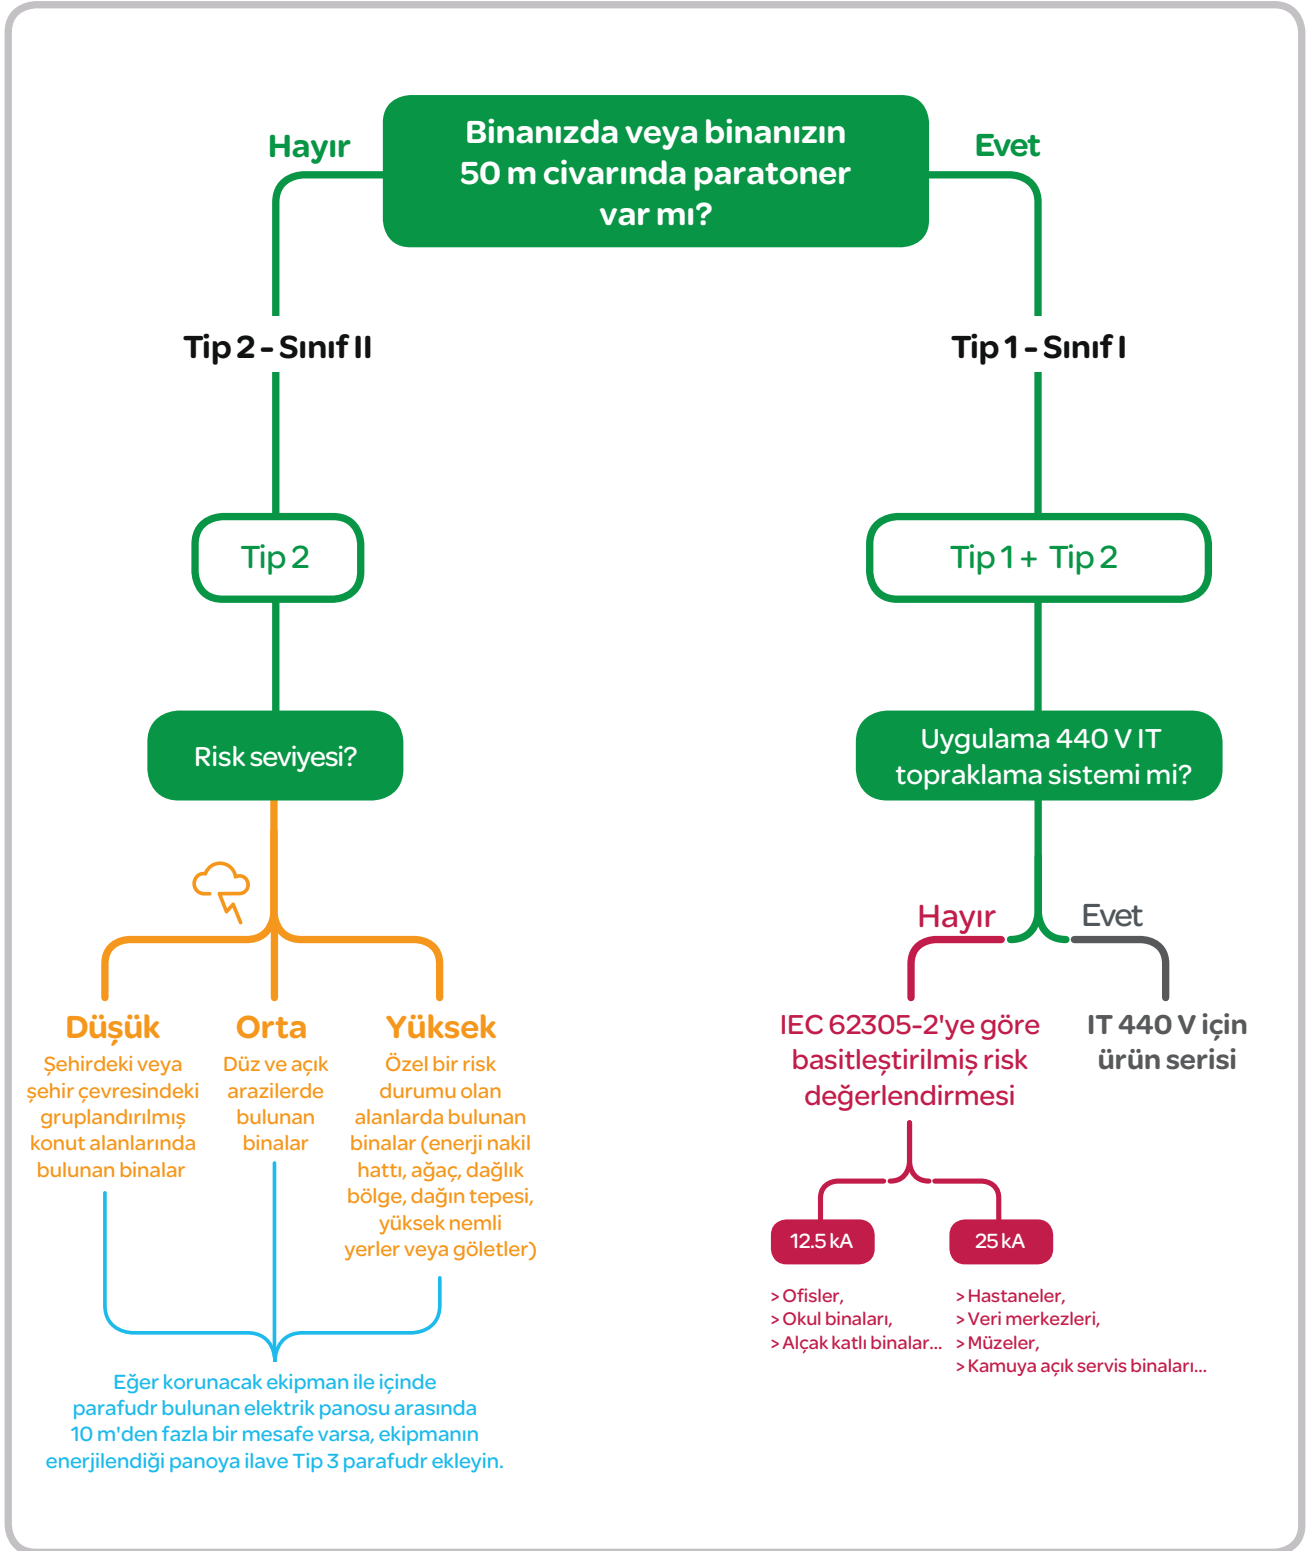 Binanızda veya binanızın
50 m civarında paratoner
var mı?
Hayır
Evet
Tip 2 - Sınıf II
Tip 1 - Sınıf I
Tip 2
Tip 1 + Tip 2
Risk seviyesi?
Uygulama 440 V IT
topraklama sistemi mi?
Düşük
Şehirdeki veya
şehir çevresindeki
gruplandırılmış
konut alanlarında
bulunan binalar
Orta
Düz ve açık
arazilerde
bulunan
binalar
Yüksek
Özel bir risk
durumu olan
alanlarda bulunan
binalar (enerji nakil
hattı, ağaç, dağlık
bölge, dağın tepesi,
yüksek nemli
yerler veya göletler)
Eğer korunacak ekipman ile içinde
parafudr bulunan elektrik panosu arasında
10 m'den fazla bir mesafe varsa, ekipmanın
enerjilendiği panoya ilave Tip 3 parafudr ekleyin.
Hayır
Evet
IEC 62305-2'ye göre
basitleştirilmiş risk
değerlendirmesi
IT 440 V için
ürün serisi
12.5 kA
25 kA
> Ofisler,
> Okul binaları,
> Alçak katlı binalar...
> Hastaneler,
> Veri merkezleri,
> Müzeler,
> Kamuya açık servis binaları...